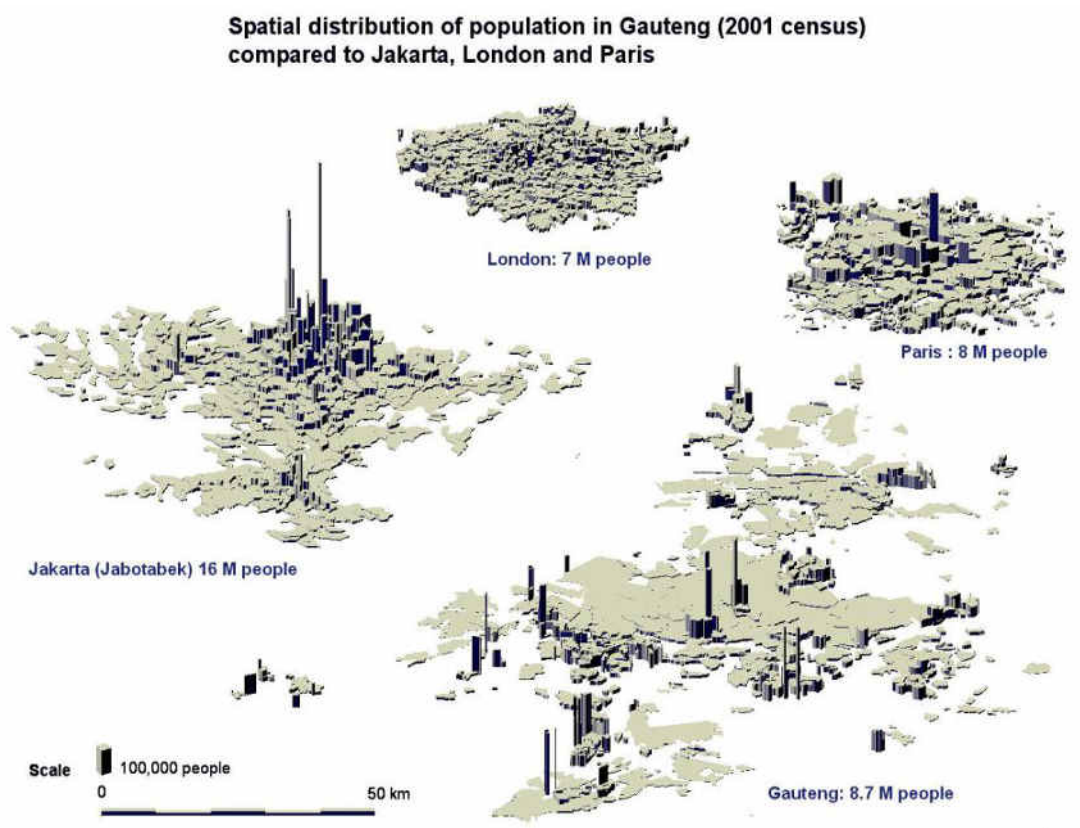 Spatial distribution of population in Gauteng (2001 census)
compared to Jakarta, London and Paris
London: 7 M people
Paris : 8 M people
Jakarta (Jabotabek) 16 M people
Scale
100,000 people
0
50 km
Gauteng: 8.7 M people